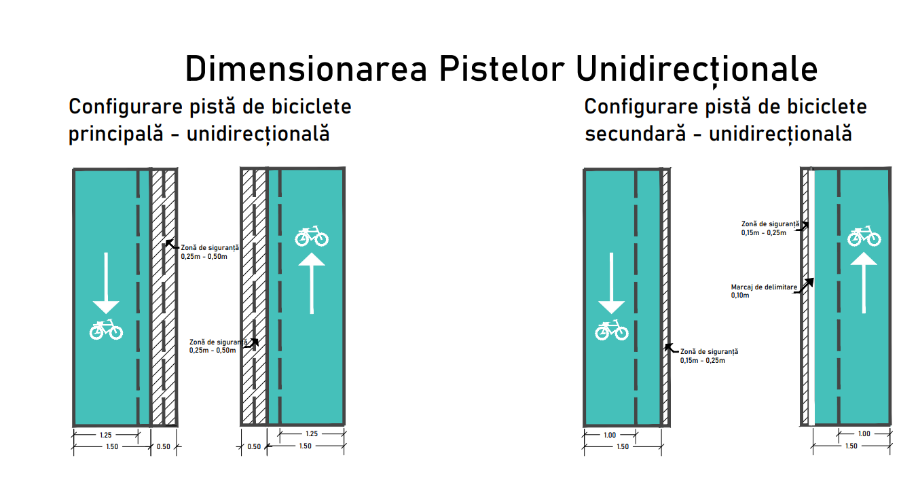 Dimensionarea Pistelor Unidirecționale
Configurare pistă de biciclete
principală - unidirecțională
Configurare pistă de biciclete
secundară - unidirecțională
Zonă de siguranță
0,25m - 0,50m
Zonă de siguranță
0,25m - 0,50m
Zonă de siguranță
0,15m - 0,25m
Marcaj de delimitare
0,10m
Zonă de siguranță
0,15m - 0,25m
1.25
1.50
0.50
0.50
1.25
1.50
1.00
1.50
1.00
1.50